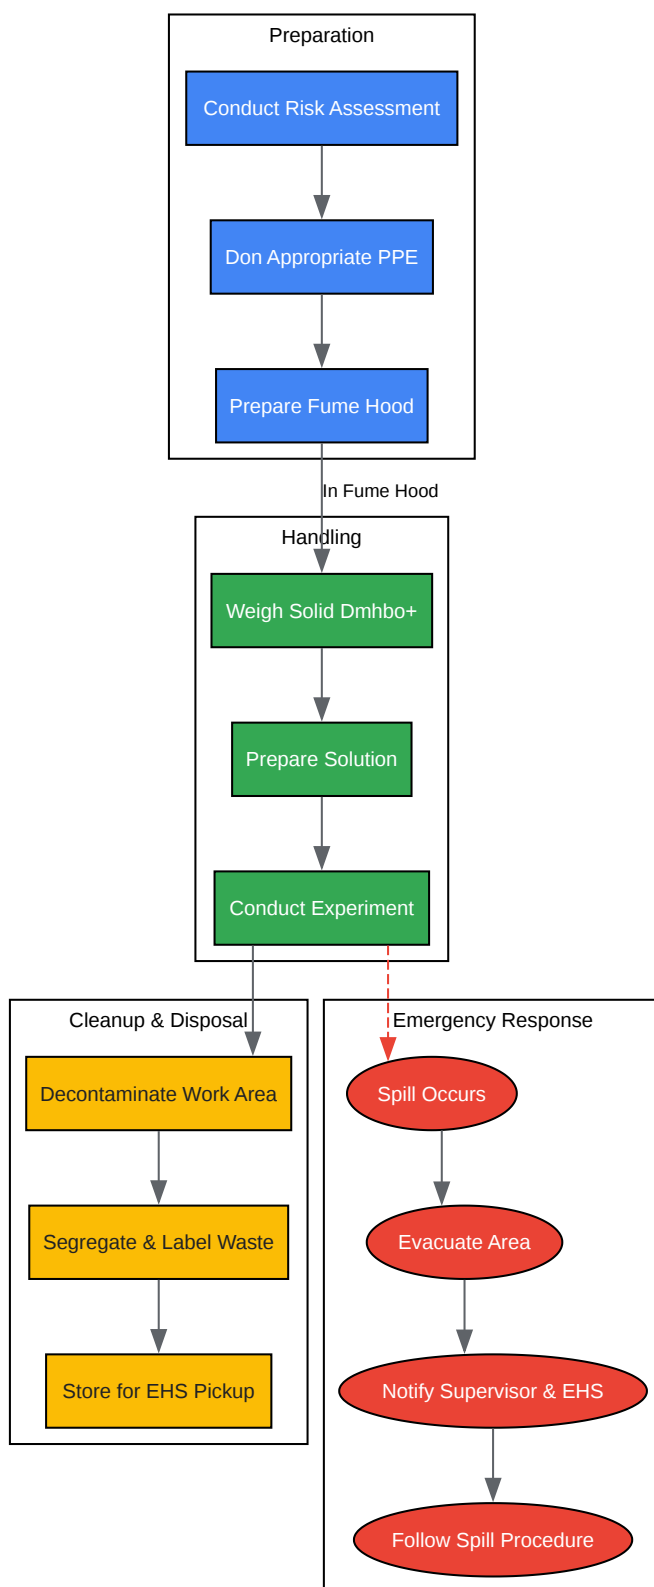 Preparation
Conduct Risk Assessment
Don Appropriate PPE
Prepare Fume Hood
In Fume Hood
Handling
Weigh Solid Dmhbo+
Prepare Solution
Conduct Experiment
Cleanup & Disposal
Decontaminate Work Area
Segregate & Label Waste
Store for EHS Pickup
Emergency Response
Spill Occurs
Evacuate Area
Notify Supervisor & EHS
Follow Spill Procedure